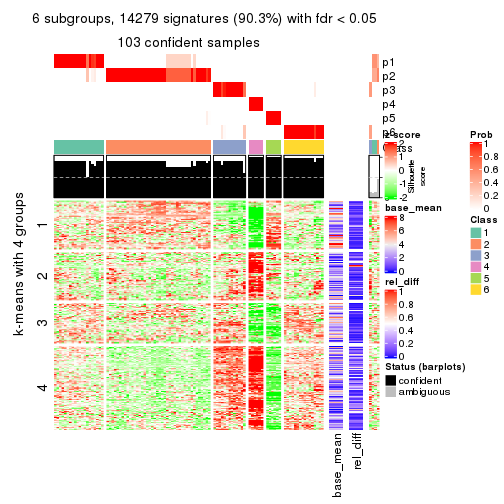 6 subgroups, 14279 signatures (90.3%) with fdr < 0.05
103 confident samples
p1
p2
p3
p4
p5
p6
Class
Silhouette
score
k-means with 4 groups
1
2
3
4
base_mean
rel_diff
z-score
2
1
0
-1
-2
base_mean
8
6
4
2
0
rel_diff
1
0.8
0.6
0.4
0.2
0
Status (barplots)
confident
ambiguous
Prob
1
0.8
0.6
0.4
0.2
0
Class
1
2
3
4
5
6